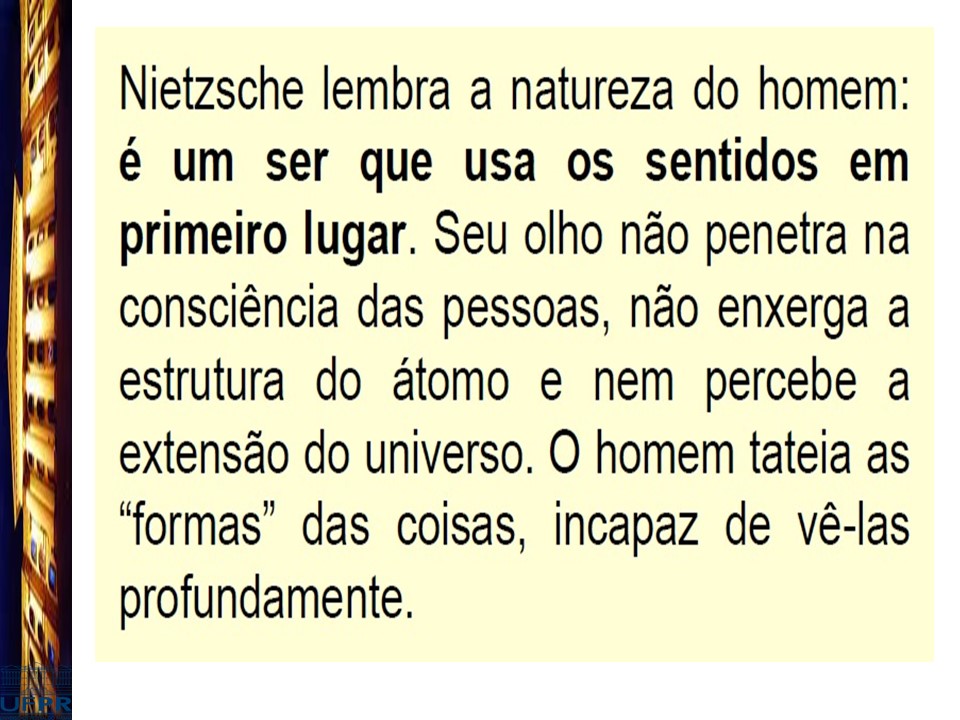 Nietzsche lembra a natureza do homem:
é um ser que usa os sentidos em
primeiro lugar. Seu olho não penetra na
consciência das pessoas, não enxerga a
estrutura do átomo e nem percebe a
extensão do universo. O homem tateia as
“formas” das coisas, incapaz de vê-las
profundamente.
UFPR